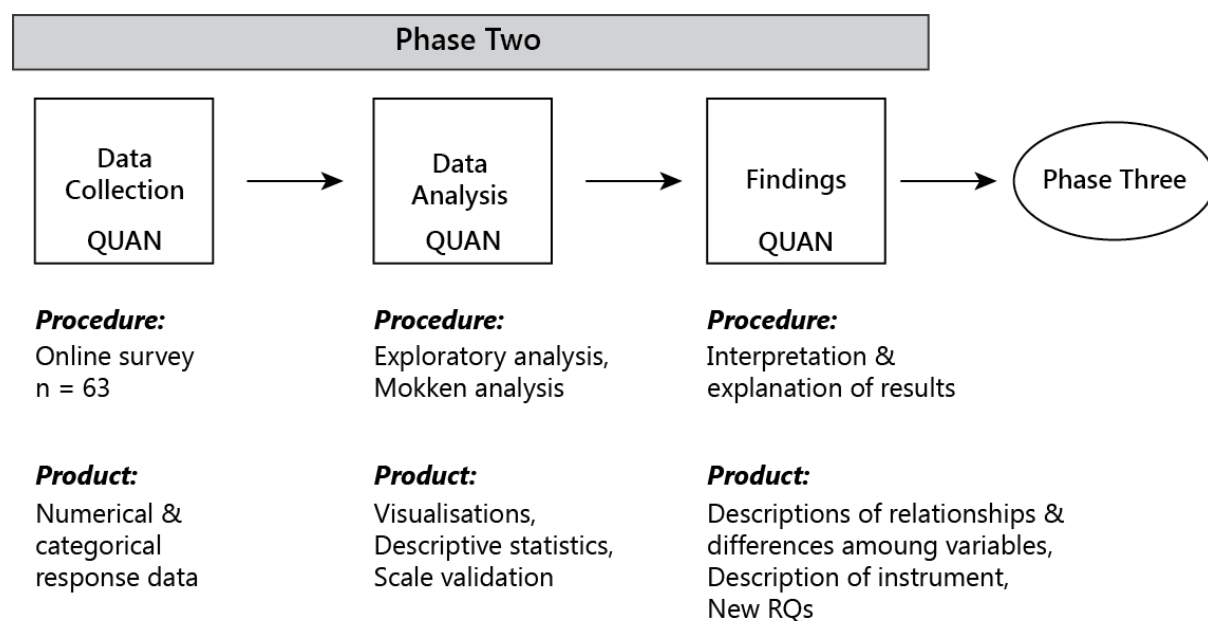 Phase Two
Data
Collection
QUAN
Data
Analysis
QUAN
Findings
QUAN
Phase Three
Procedure:
Online survey
n = 63
Procedure:
Exploratory analysis,
Mokken analysis
Procedure:
Interpretation &
explanation of results
Product:
Numerical &
categorical
response data
Product:
Visualisations,
Descriptive statistics,
Scale validation
Product:
Descriptions of relationships &
differences amoung variables,
Description of instrument,
New RQs